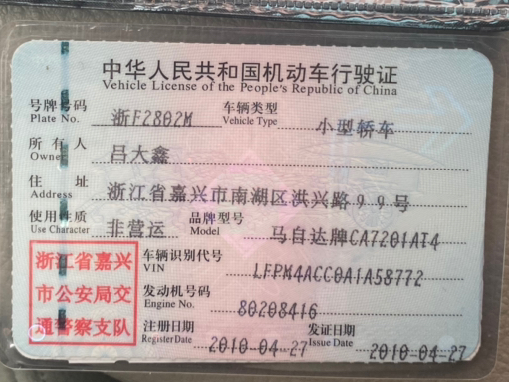 中华人民共和国机动车行驶证
Vehicle License of the People's Republic of China
号牌号码 浙F2802M 车辆类型 小型轿车
Plate No. Vehicle Type
所有人 吕大鑫
Owner
住址 浙江省嘉兴市南湖区洪兴路99号
Address
使用性质 非营运 品牌型号 马自达牌CA7201AT4
Use Character Model
浙江省嘉兴
市公安局交
通警察支队
车辆识别代号 LFPM4ACC0A1A58772
VIN
发动机号码 80208416
Engine No.
注册日期 2010-04-27 发证日期 2010-04-27
Register Date Issue Date